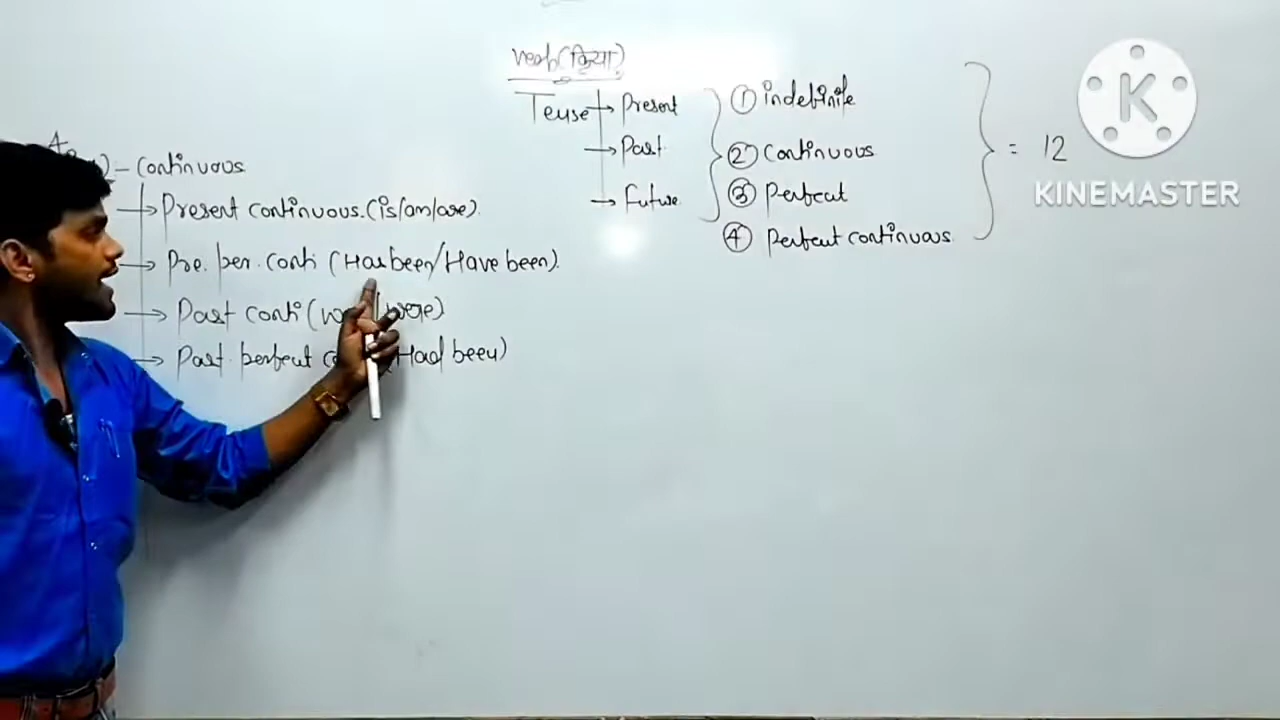 verb (क्रिया)
Tense → Present
→ Past
→ Future
① indefinite
② Continuous
③ Perfect
④ Perfect continuous
= 12
– Continuous
→ Present continuous. (is/am/are).
→ Pre. per. conti (Has been/Have been).
→ Past conti ( / were)
→ Past perfect (Had been)
K
KINEMASTER